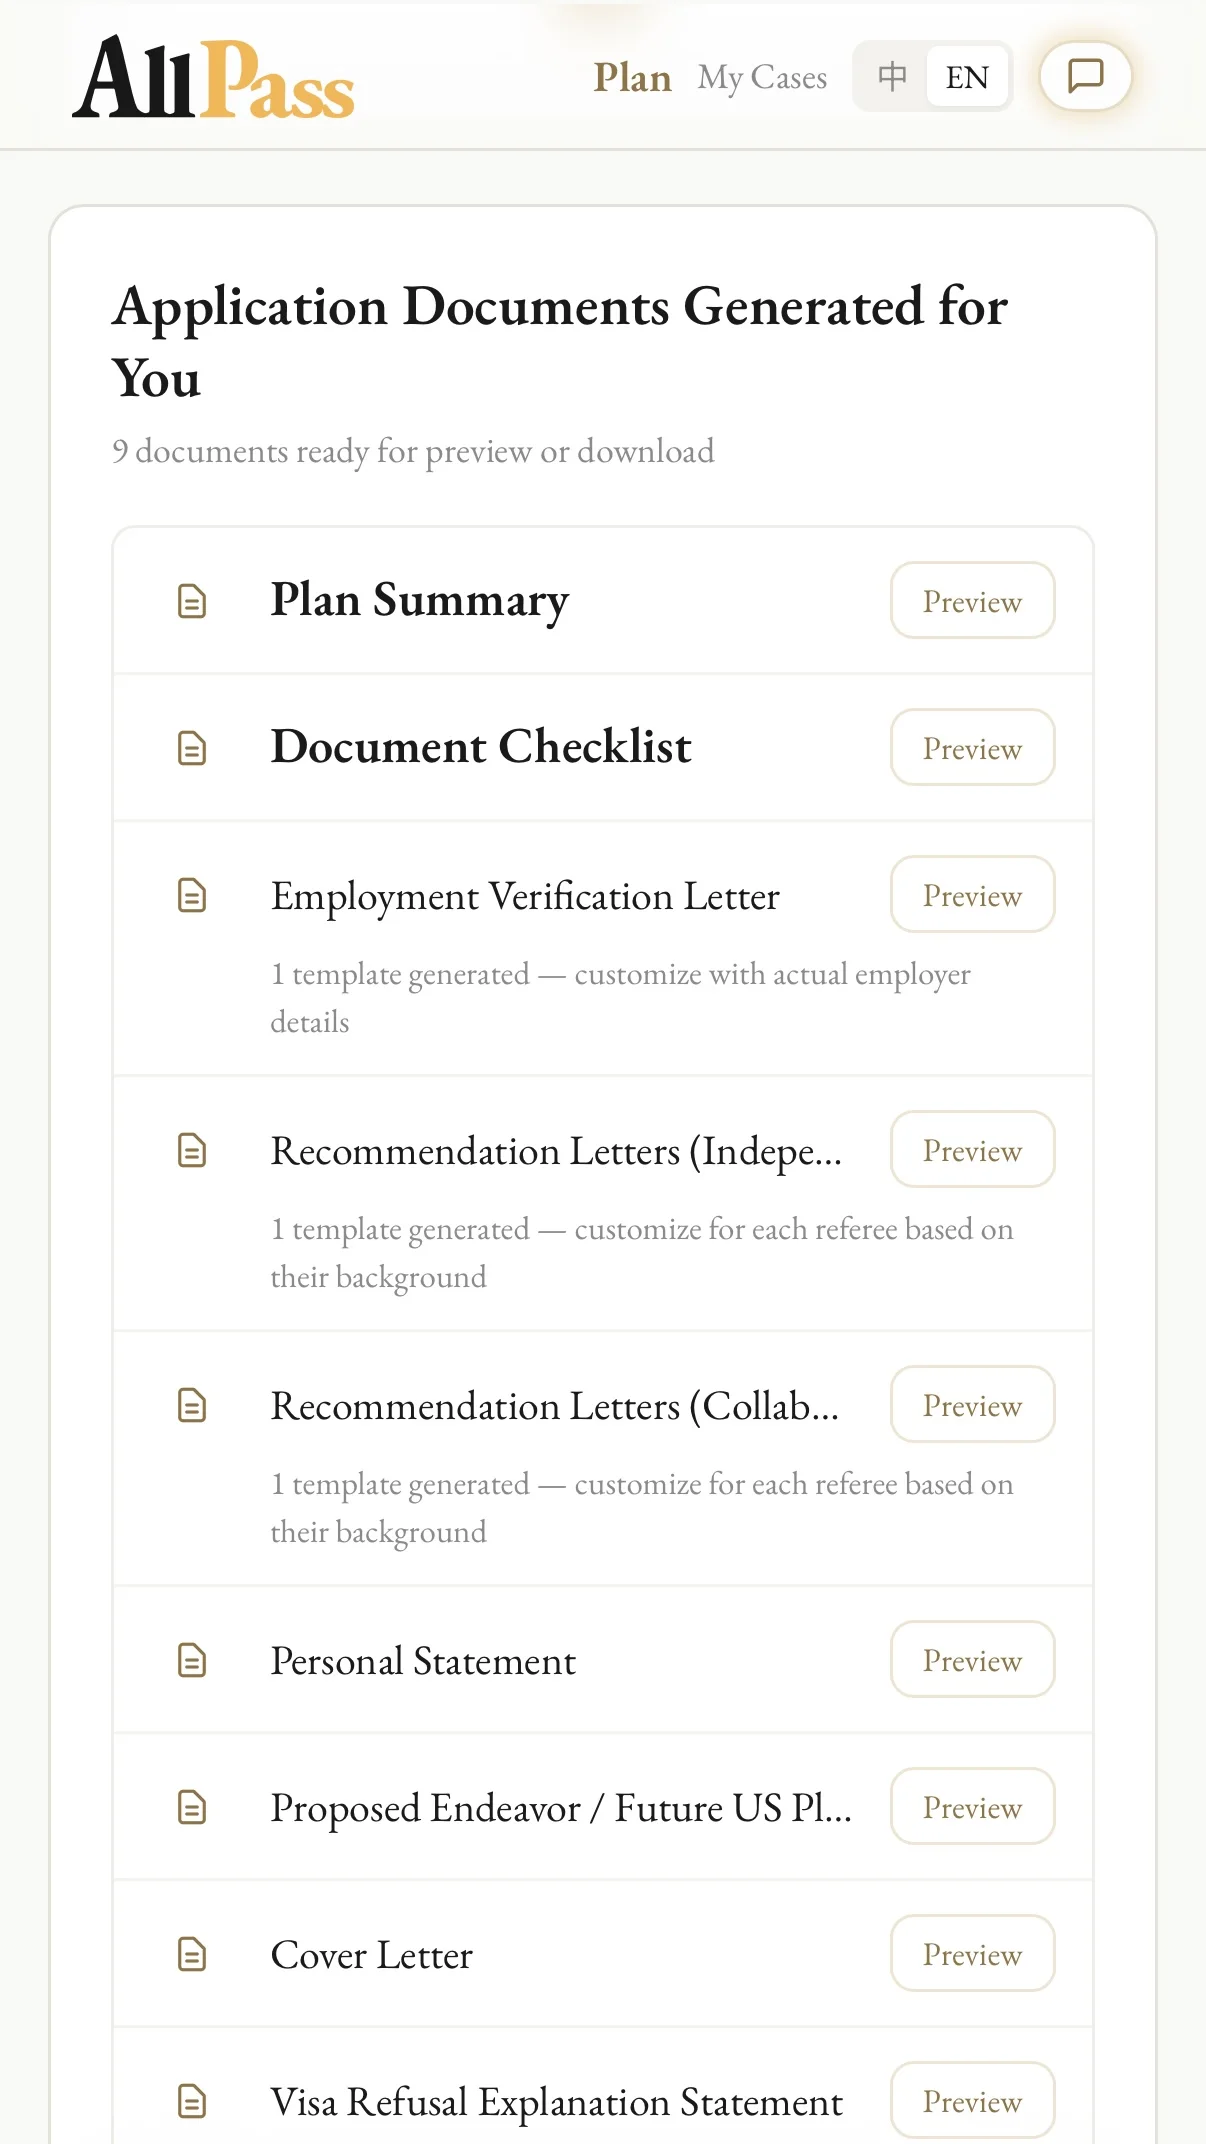 AllPass
Plan
My Cases
中
EN
Application Documents Generated for
You
9 documents ready for preview or download
Plan Summary
Preview
Document Checklist
Preview
Employment Verification Letter
Preview
1 template generated — customize with actual employer
details
Recommendation Letters (Indepe...
Preview
1 template generated — customize for each referee based on
their background
Recommendation Letters (Collab...
Preview
1 template generated — customize for each referee based on
their background
Personal Statement
Preview
Proposed Endeavor / Future US Pl...
Preview
Cover Letter
Preview
Visa Refusal Explanation Statement
Preview